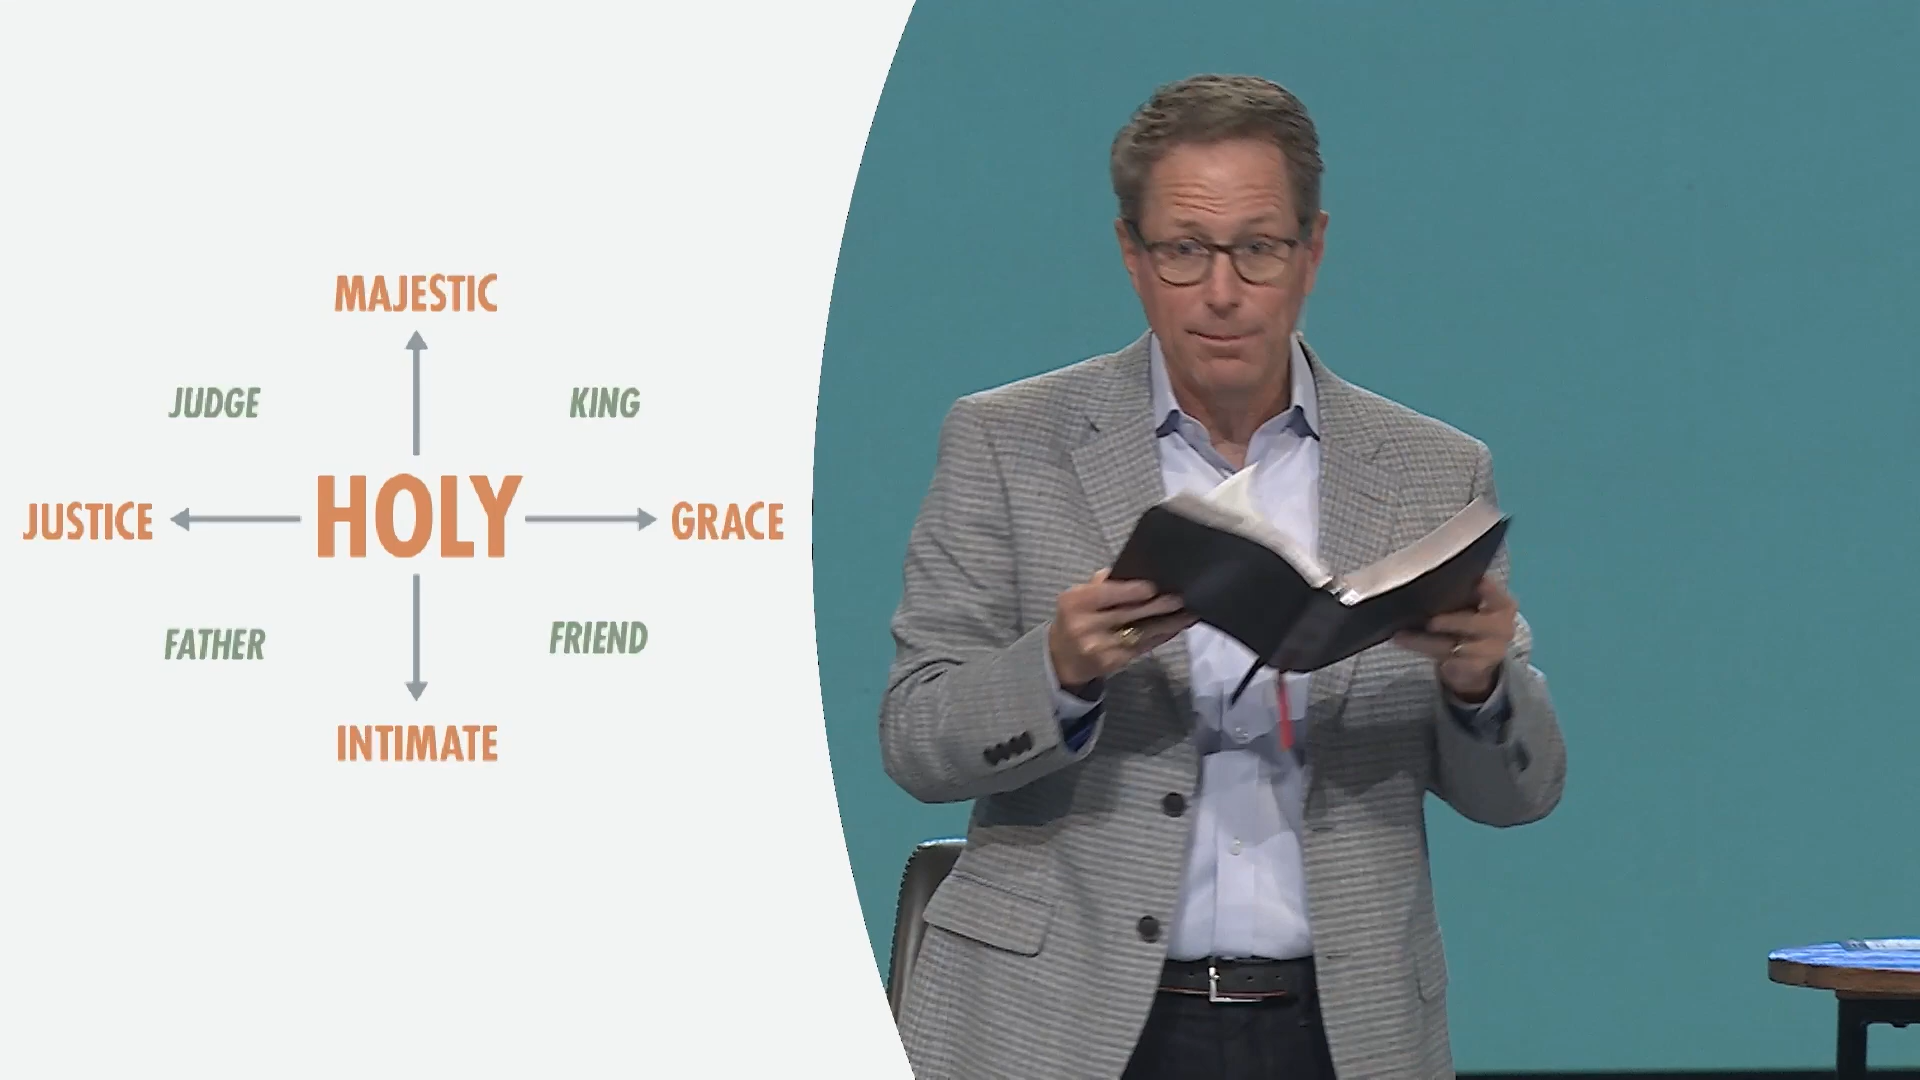 MAJESTIC
JUDGE KING
JUSTICE HOLY GRACE
FATHER FRIEND
INTIMATE